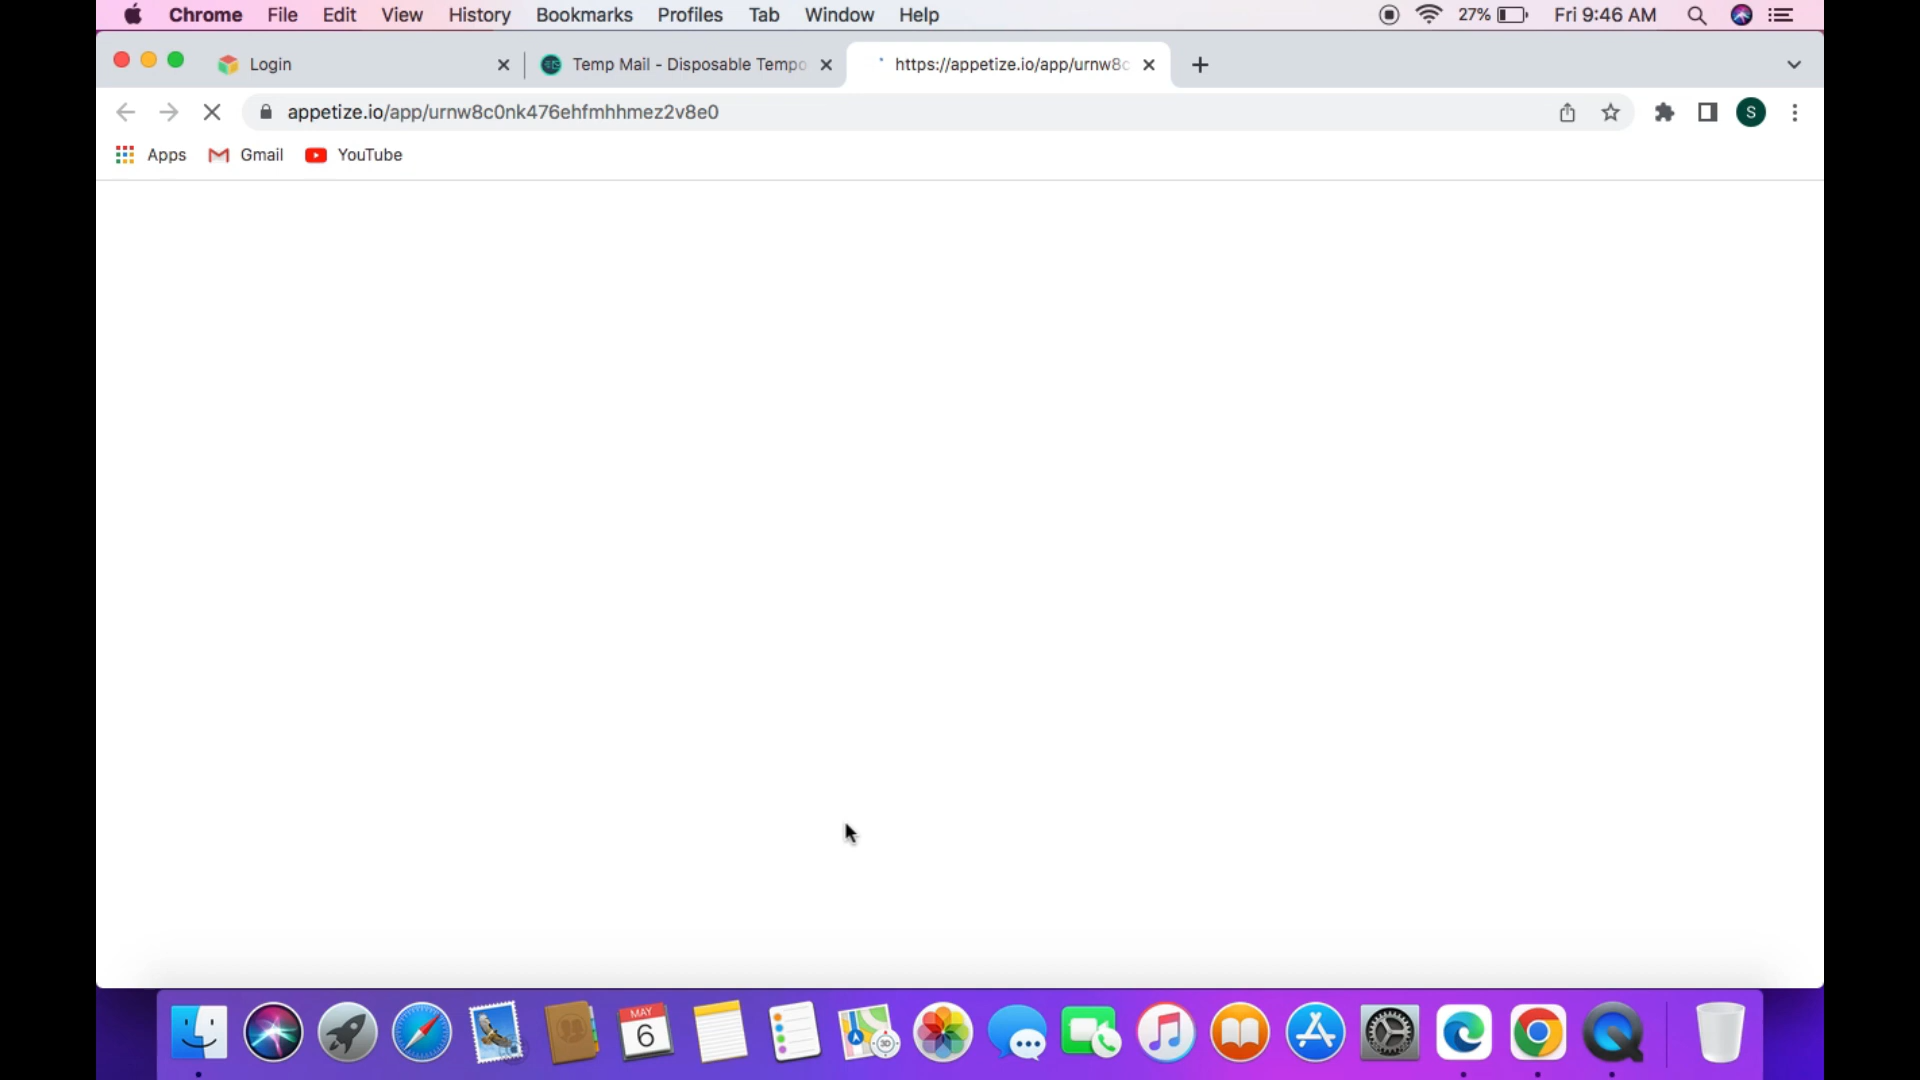 Chrome File Edit View History Bookmarks Profiles Tab Window Help 27% Fri 9:46 AM
Login Temp Mail - Disposable Tempo https://appetize.io/app/urnw8c
appetize.io/app/urnw8c0nk476ehfmhhmez2v8e0 S
Apps Gmail YouTube
MAY
6
3D